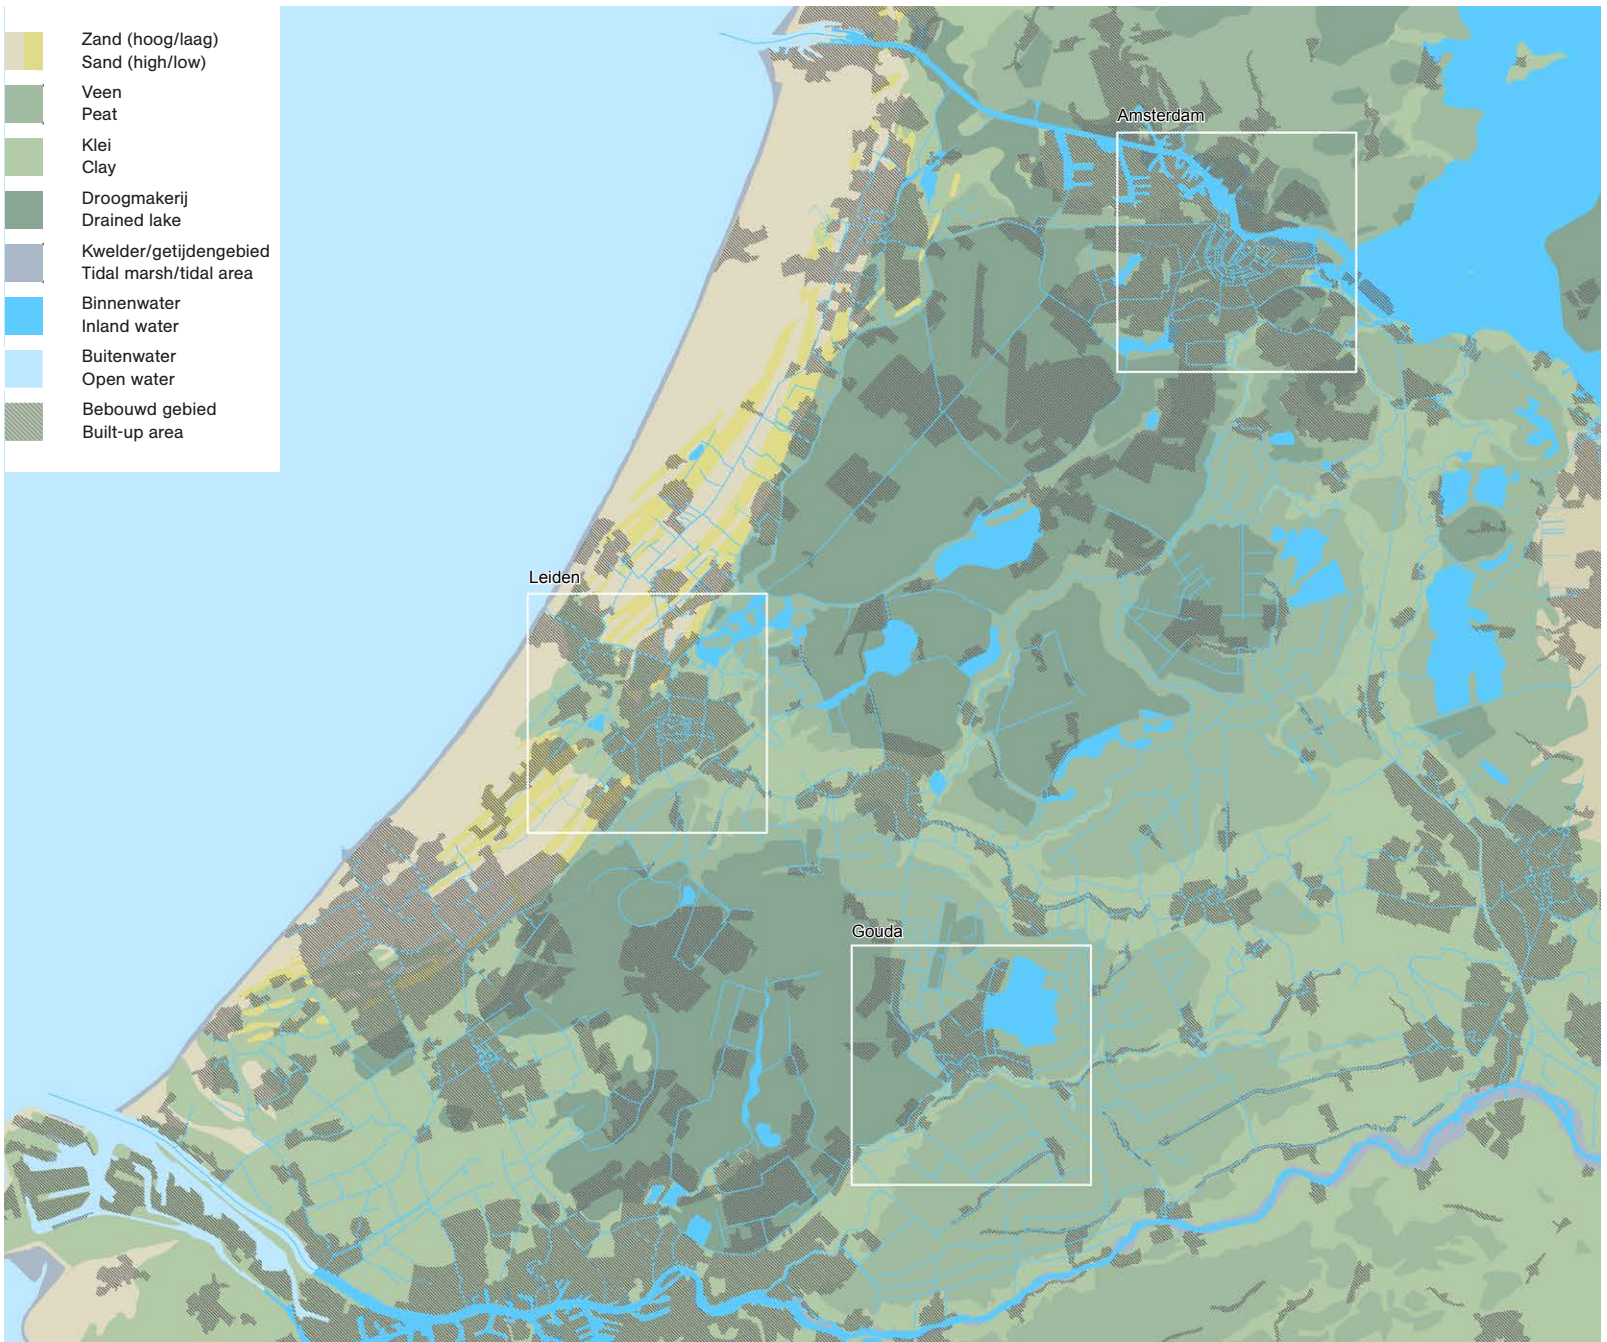 Zand (hoog/laag)
Sand (high/low)
Veen
Peat
Klei
Clay
Droogmakerij
Drained lake
Kwelder/getijdengebied
Tidal marsh/tidal area
Binnenwater
Inland water
Buitenwater
Open water
Bebouwd gebied
Built-up area
Amsterdam
Leiden
Gouda